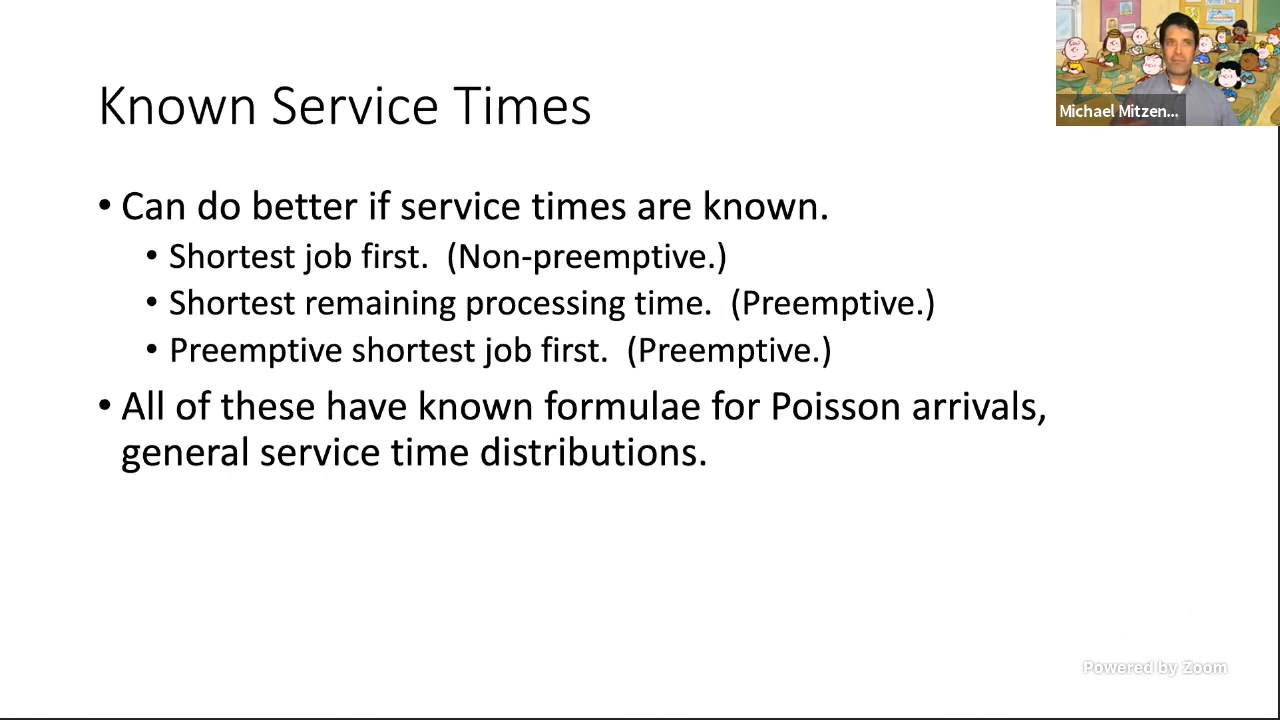 Known Service Times
Michael Mitzen...
• Can do better if service times are known.
• Shortest job first. (Non-preemptive.)
• Shortest remaining processing time. (Preemptive.)
• Preemptive shortest job first. (Preemptive.)
• All of these have known formulae for Poisson arrivals,
general service time distributions.
Powered by Zoom